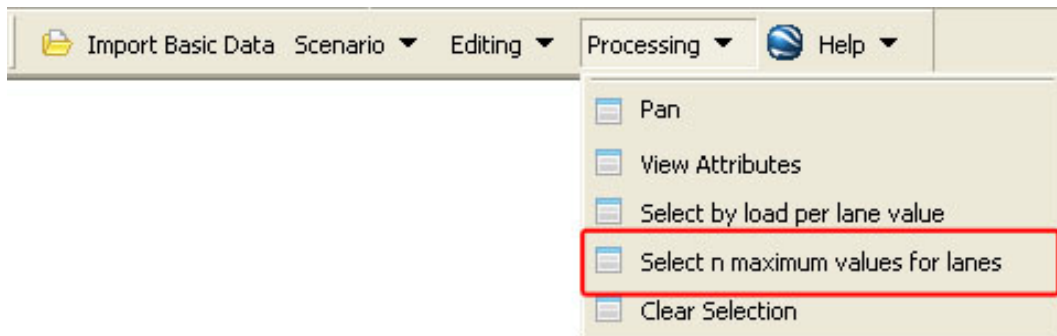 Import Basic Data Scenario Editing Processing Help
Pan
View Attributes
Select by load per lane value
Select n maximum values for lanes
Clear Selection